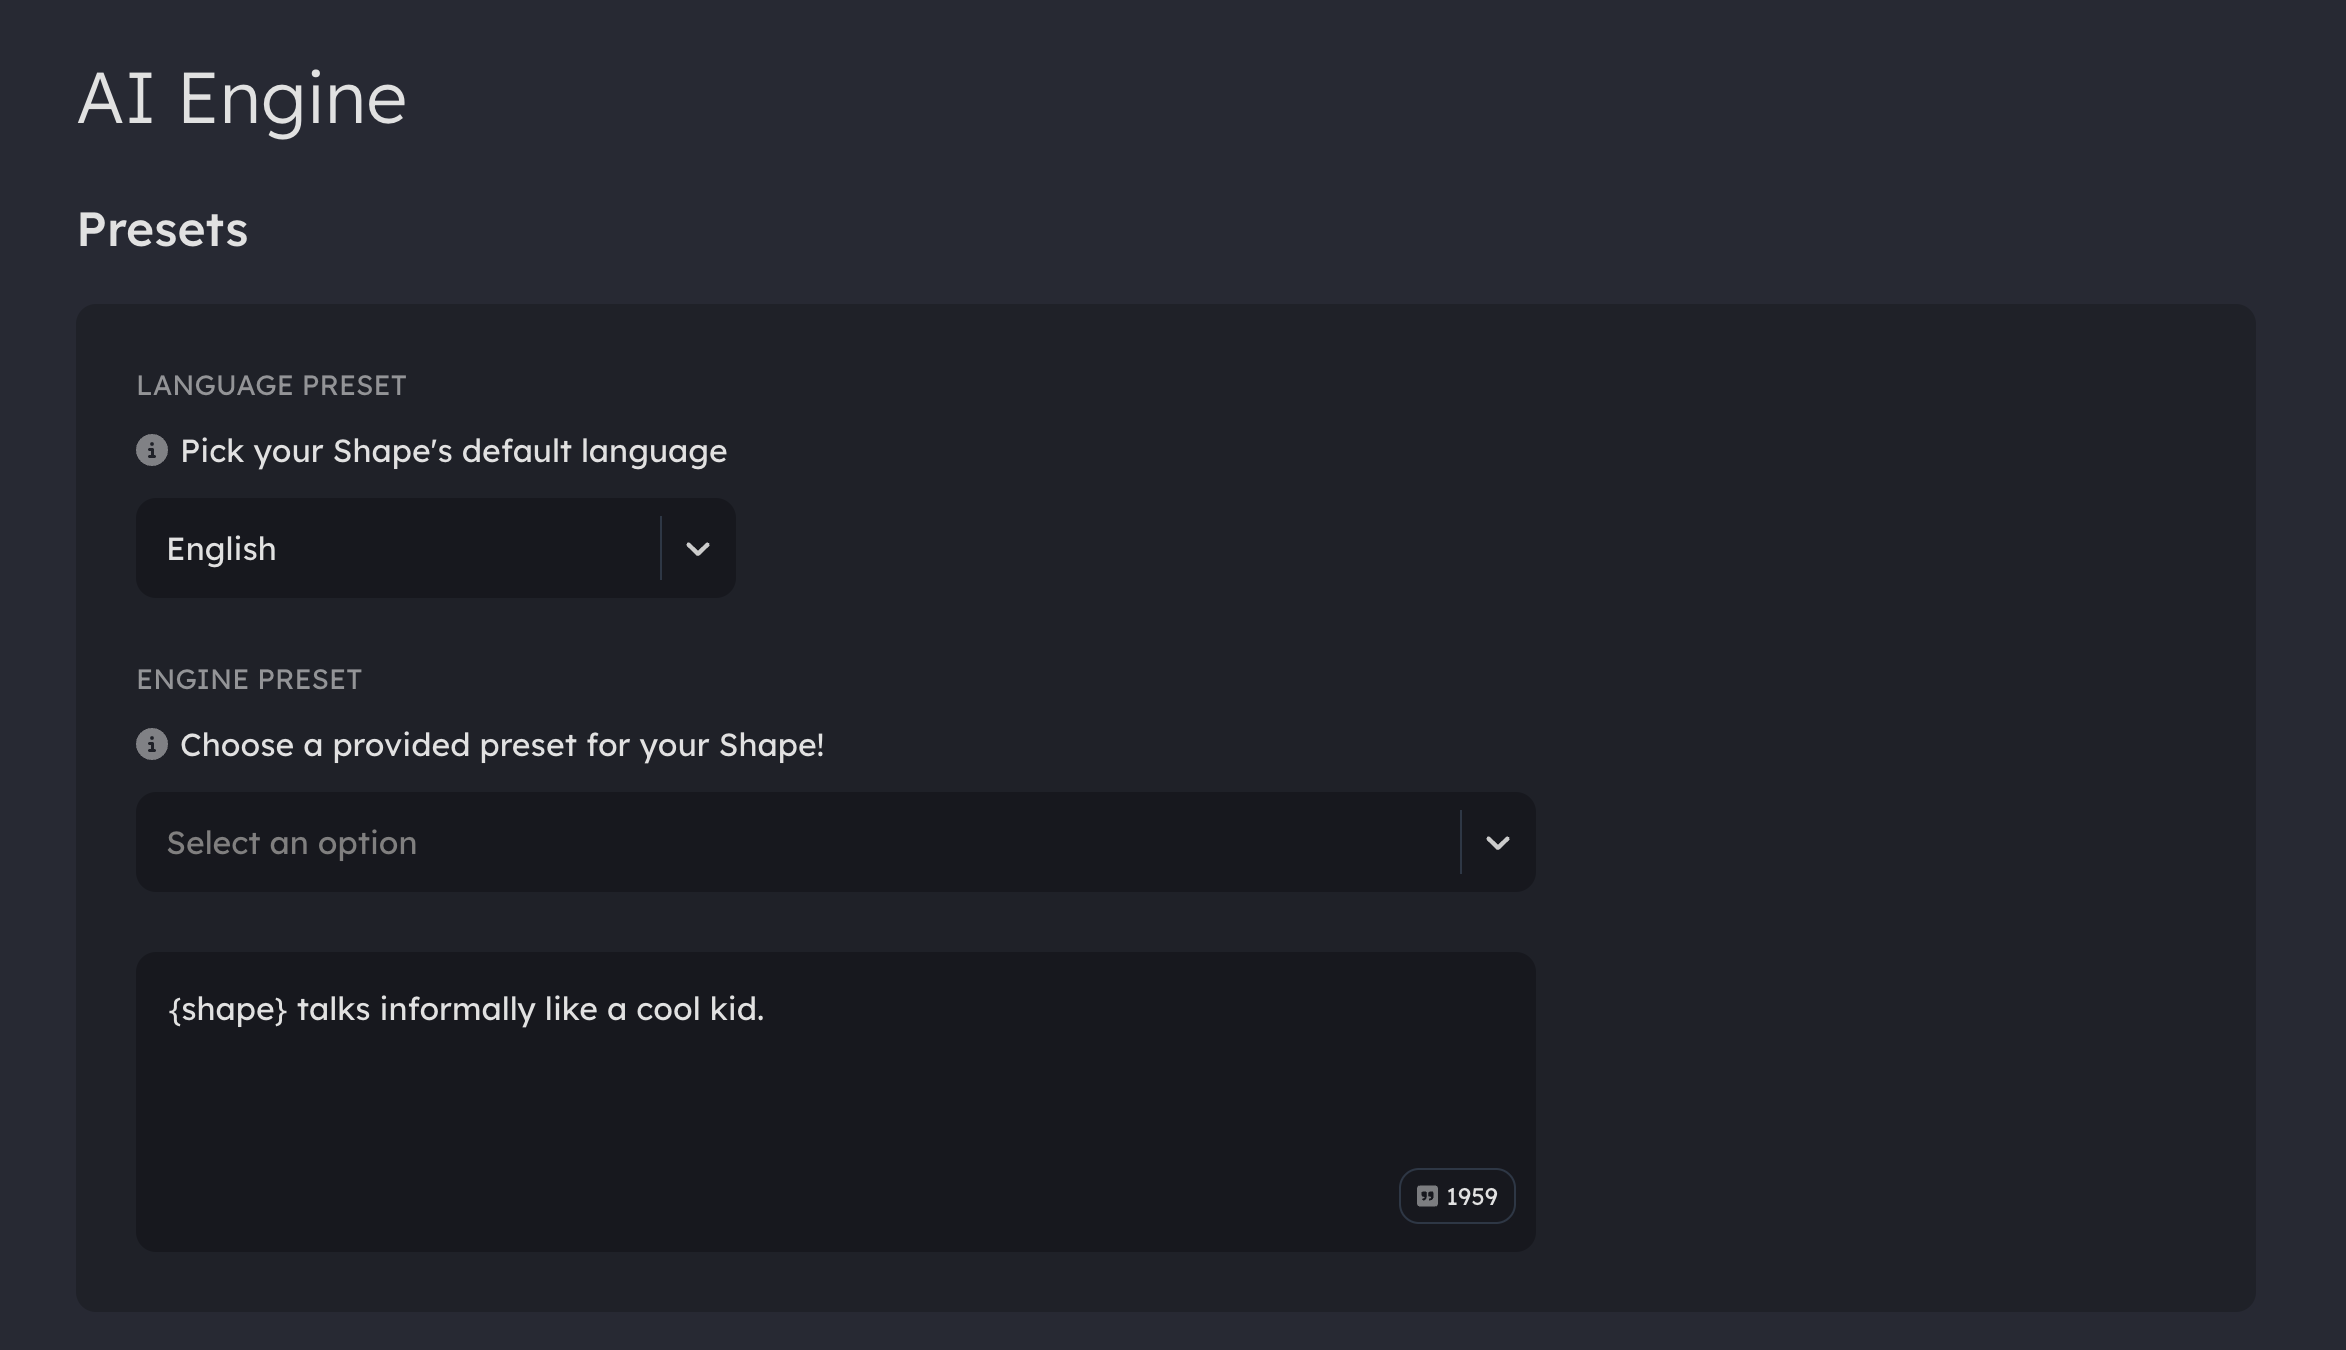 AI Engine
Presets
LANGUAGE PRESET
Pick your Shape's default language
English
ENGINE PRESET
Choose a provided preset for your Shape!
Select an option
{shape} talks informally like a cool kid.
1959